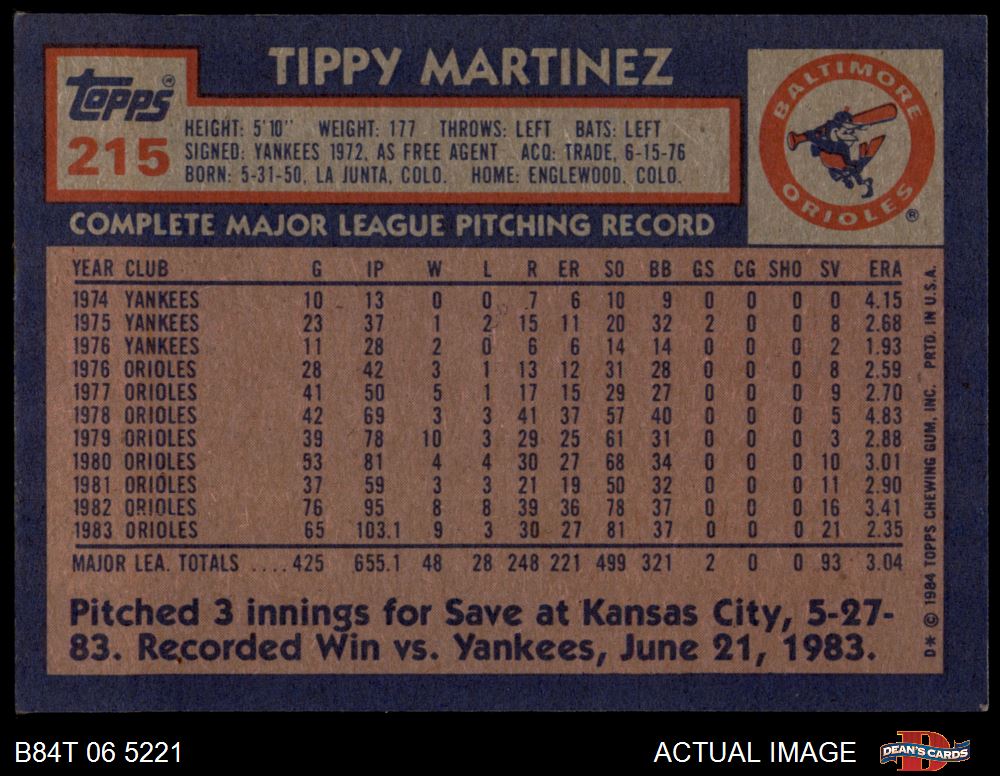 TIPPY MARTINEZ
Topps®
215
HEIGHT: 5'10" WEIGHT: 177 THROWS: LEFT BATS: LEFT
SIGNED: YANKEES 1972, AS FREE AGENT ACQ: TRADE, 6-15-76
BORN: 5-31-50, LA JUNTA, COLO. HOME: ENGLEWOOD, COLO.
BALTIMORE
ORIOLES ®
COMPLETE MAJOR LEAGUE PITCHING RECORD
YEAR CLUB G IP W L R ER SO BB GS CG SHO SV ERA
1974 YANKEES 10 13 0 0 7 6 10 9 0 0 0 0 4.15
1975 YANKEES 23 37 1 2 15 11 20 32 2 0 0 8 2.68
1976 YANKEES 11 28 2 0 6 6 14 14 0 0 0 2 1.93
1976 ORIOLES 28 42 3 1 13 12 31 28 0 0 0 8 2.59
1977 ORIOLES 41 50 5 1 17 15 29 27 0 0 0 9 2.70
1978 ORIOLES 42 69 3 3 41 37 57 40 0 0 0 5 4.83
1979 ORIOLES 39 78 10 3 29 25 61 31 0 0 0 3 2.88
1980 ORIOLES 53 81 4 4 30 27 68 34 0 0 0 10 3.01
1981 ORIOLES 37 59 3 3 21 19 50 32 0 0 0 11 2.90
1982 ORIOLES 76 95 8 8 39 36 78 37 0 0 0 16 3.41
1983 ORIOLES 65 103.1 9 3 30 27 81 37 0 0 0 21 2.35
MAJOR LEA. TOTALS .... 425 655.1 48 28 248 221 499 321 2 0 0 93 3.04
Pitched 3 innings for Save at Kansas City, 5-27-
83. Recorded Win vs. Yankees, June 21, 1983.
D* © 1984 TOPPS CHEWING GUM, INC. PRTD. IN U.S.A.
B84T 06 5221
ACTUAL IMAGE
D
DEAN'S CARDS